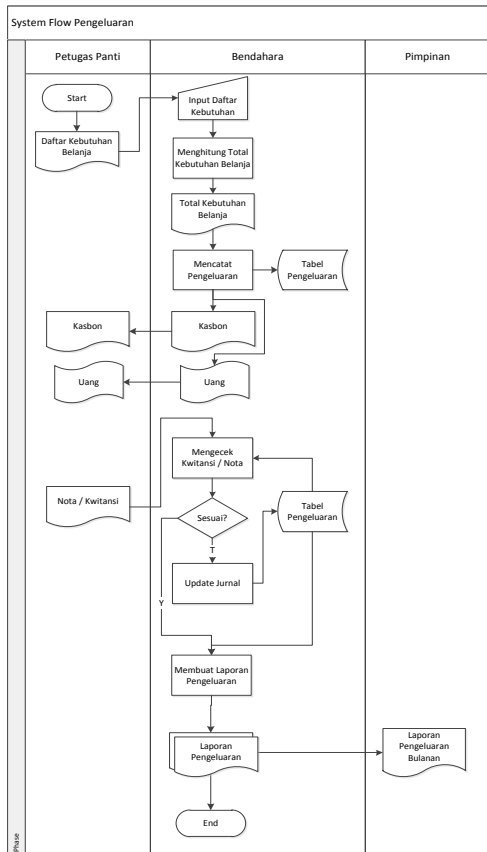 System Flow Pengeluaran
Petugas Panti
Bendahara
Pimpinan
Start
Input Daftar
Kebutuhan
Daftar Kebutuhan
Belanja
Menghitung Total
Kebutuhan Belanja
Total Kebutuhan
Belanja
Mencatat
Pengeluaran
Tabel
Pengeluaran
Kasbon
Kasbon
Uang
Uang
Mengecek
Kwitansi / Nota
Nota / Kwitansi
Sesuai?
Tabel
Pengeluaran
T
Update Jurnal
Y
Membuat Laporan
Pengeluaran
Laporan
Pengeluaran
Laporan
Pengeluaran
Bulanan
End
Phase